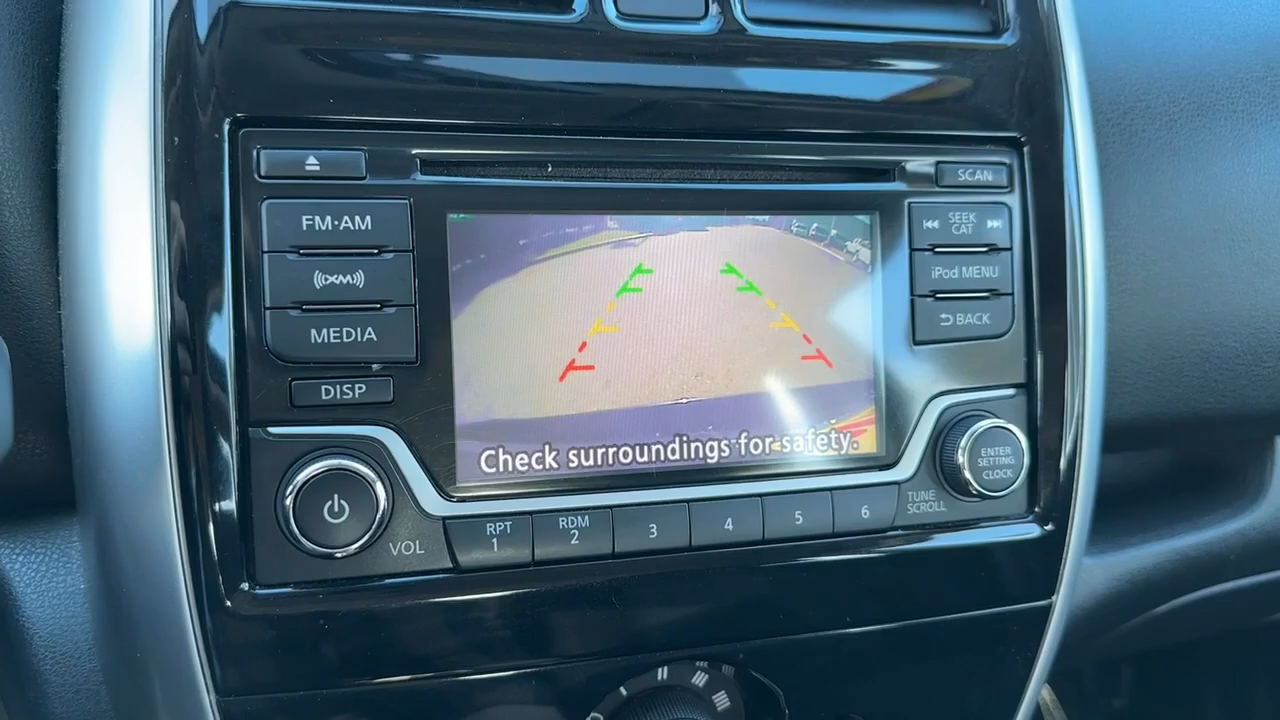 SCAN
FM·AM
SEEK
CAT
((XM))
iPod MENU
MEDIA
BACK
DISP
Check surroundings for safety.
ENTER
SETTING
CLOCK
TUNE
SCROLL
VOL
RPT
1
RDM
2
3
4
5
6